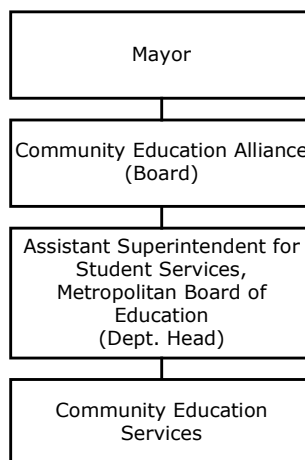 Mayor
Community Education Alliance
(Board)
Assistant Superintendent for
Student Services,
Metropolitan Board of
Education
(Dept. Head)
Community Education
Services